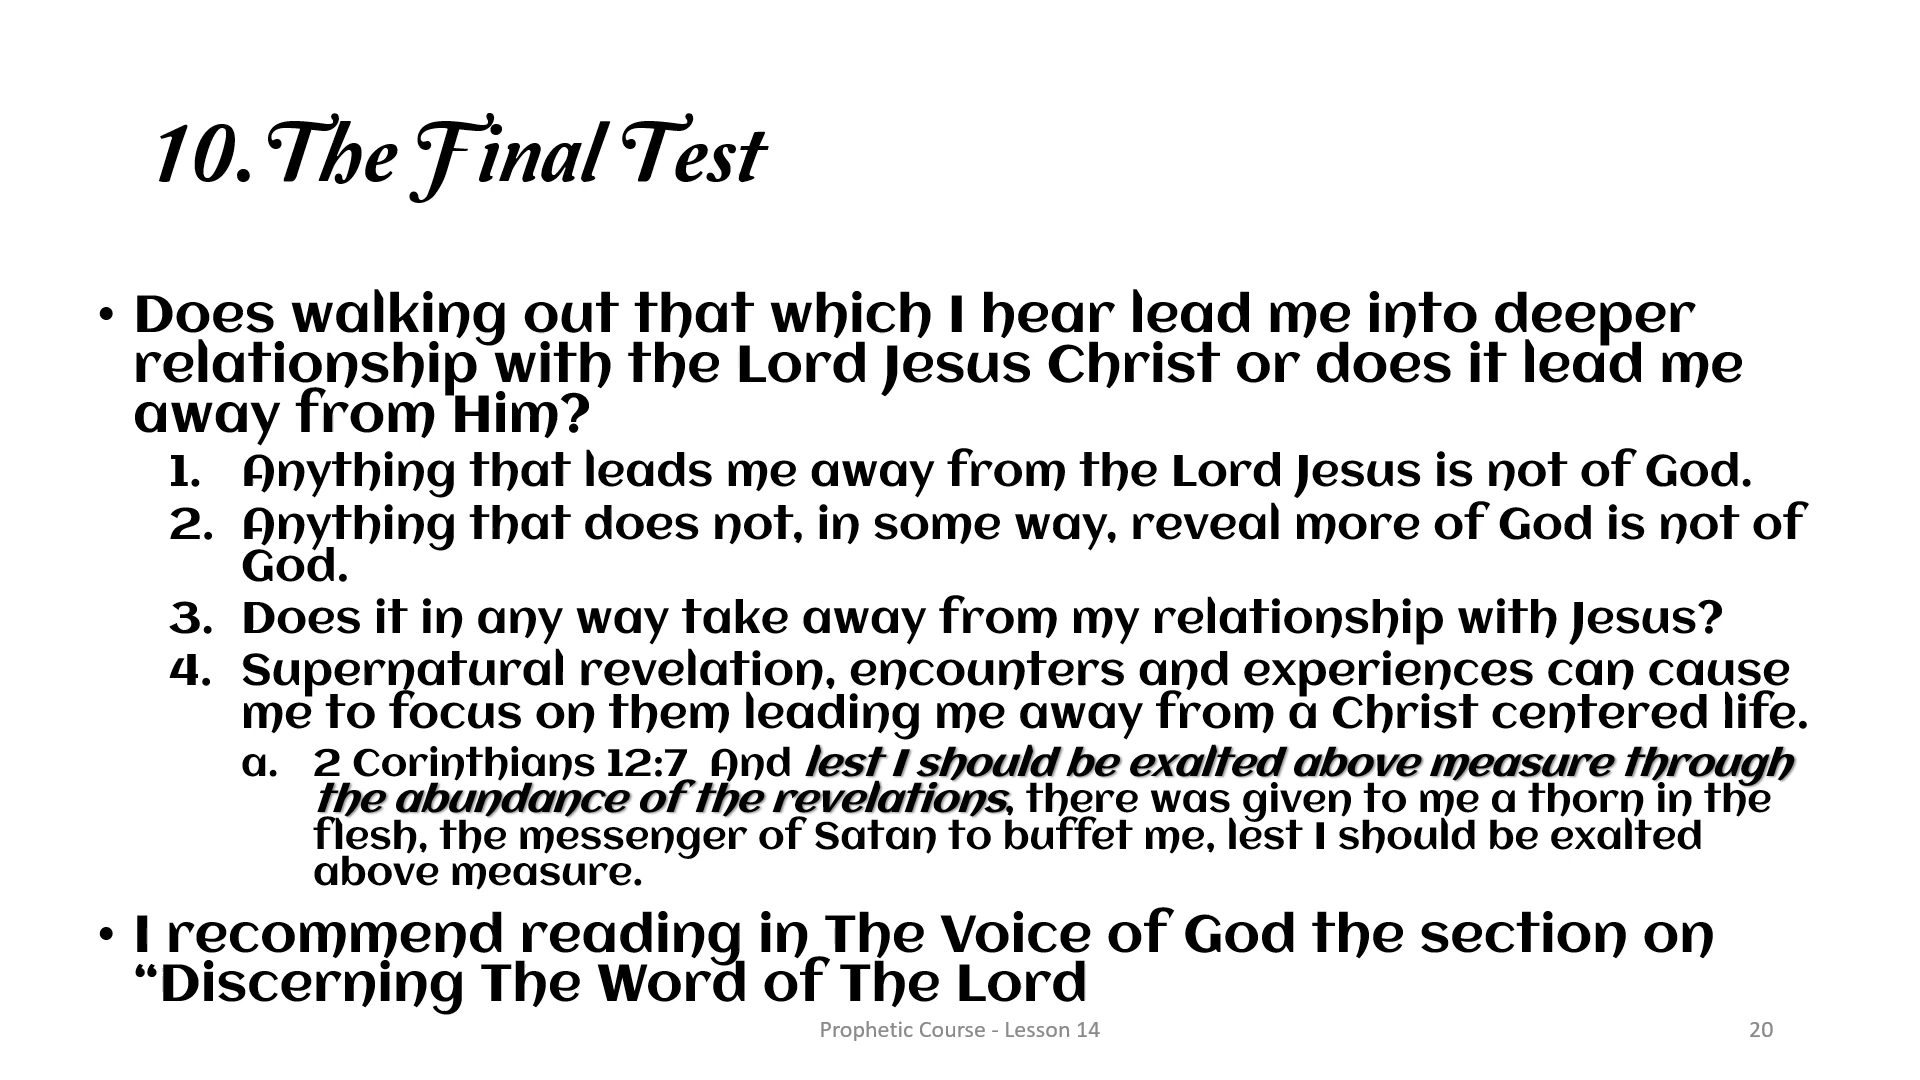 10. The Final Test
• Does walking out that which I hear lead me into deeper
relationship with the Lord Jesus Christ or does it lead me
away from Him?
1. Anything that leads me away from the Lord Jesus is not of God.
2. Anything that does not, in some way, reveal more of God is not of
God.
3. Does it in any way take away from my relationship with Jesus?
4. Supernatural revelation, encounters and experiences can cause
me to focus on them leading me away from a Christ centered life.
a. 2 Corinthians 12:7  And lest I should be exalted above measure through
the abundance of the revelations, there was given to me a thorn in the
flesh, the messenger of Satan to buffet me, lest I should be exalted
above measure.
• I recommend reading in The Voice of God the section on
“Discerning The Word of The Lord
Prophetic Course - Lesson 14
20